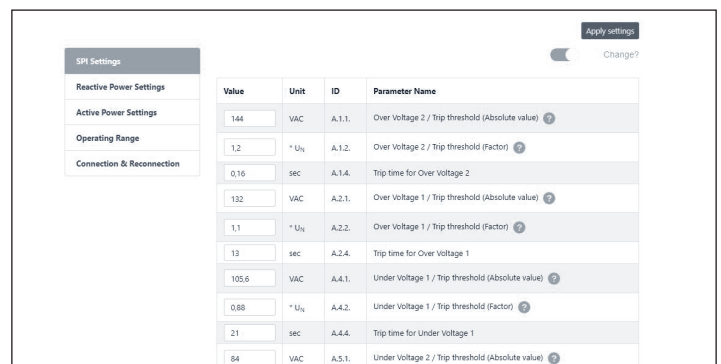 Apply settings
Change?
SPI Settings
Reactive Power Settings
Active Power Settings
Operating Range
Connection & Reconnection
Value Unit ID Parameter Name
144 VAC A.1.1. Over Voltage 2 / Trip threshold (Absolute value) ?
1,2 * UN A.1.2. Over Voltage 2 / Trip threshold (Factor) ?
0,16 sec A.1.4. Trip time for Over Voltage 2
132 VAC A.2.1. Over Voltage 1 / Trip threshold (Absolute value) ?
1,1 * UN A.2.2. Over Voltage 1 / Trip threshold (Factor) ?
13 sec A.2.4. Trip time for Over Voltage 1
105,6 VAC A.4.1. Under Voltage 1 / Trip threshold (Absolute value) ?
0,88 * UN A.4.2. Under Voltage 1 / Trip threshold (Factor) ?
21 sec A.4.4. Trip time for Under Voltage 1
84 VAC A.5.1. Under Voltage 2 / Trip threshold (Absolute value) ?